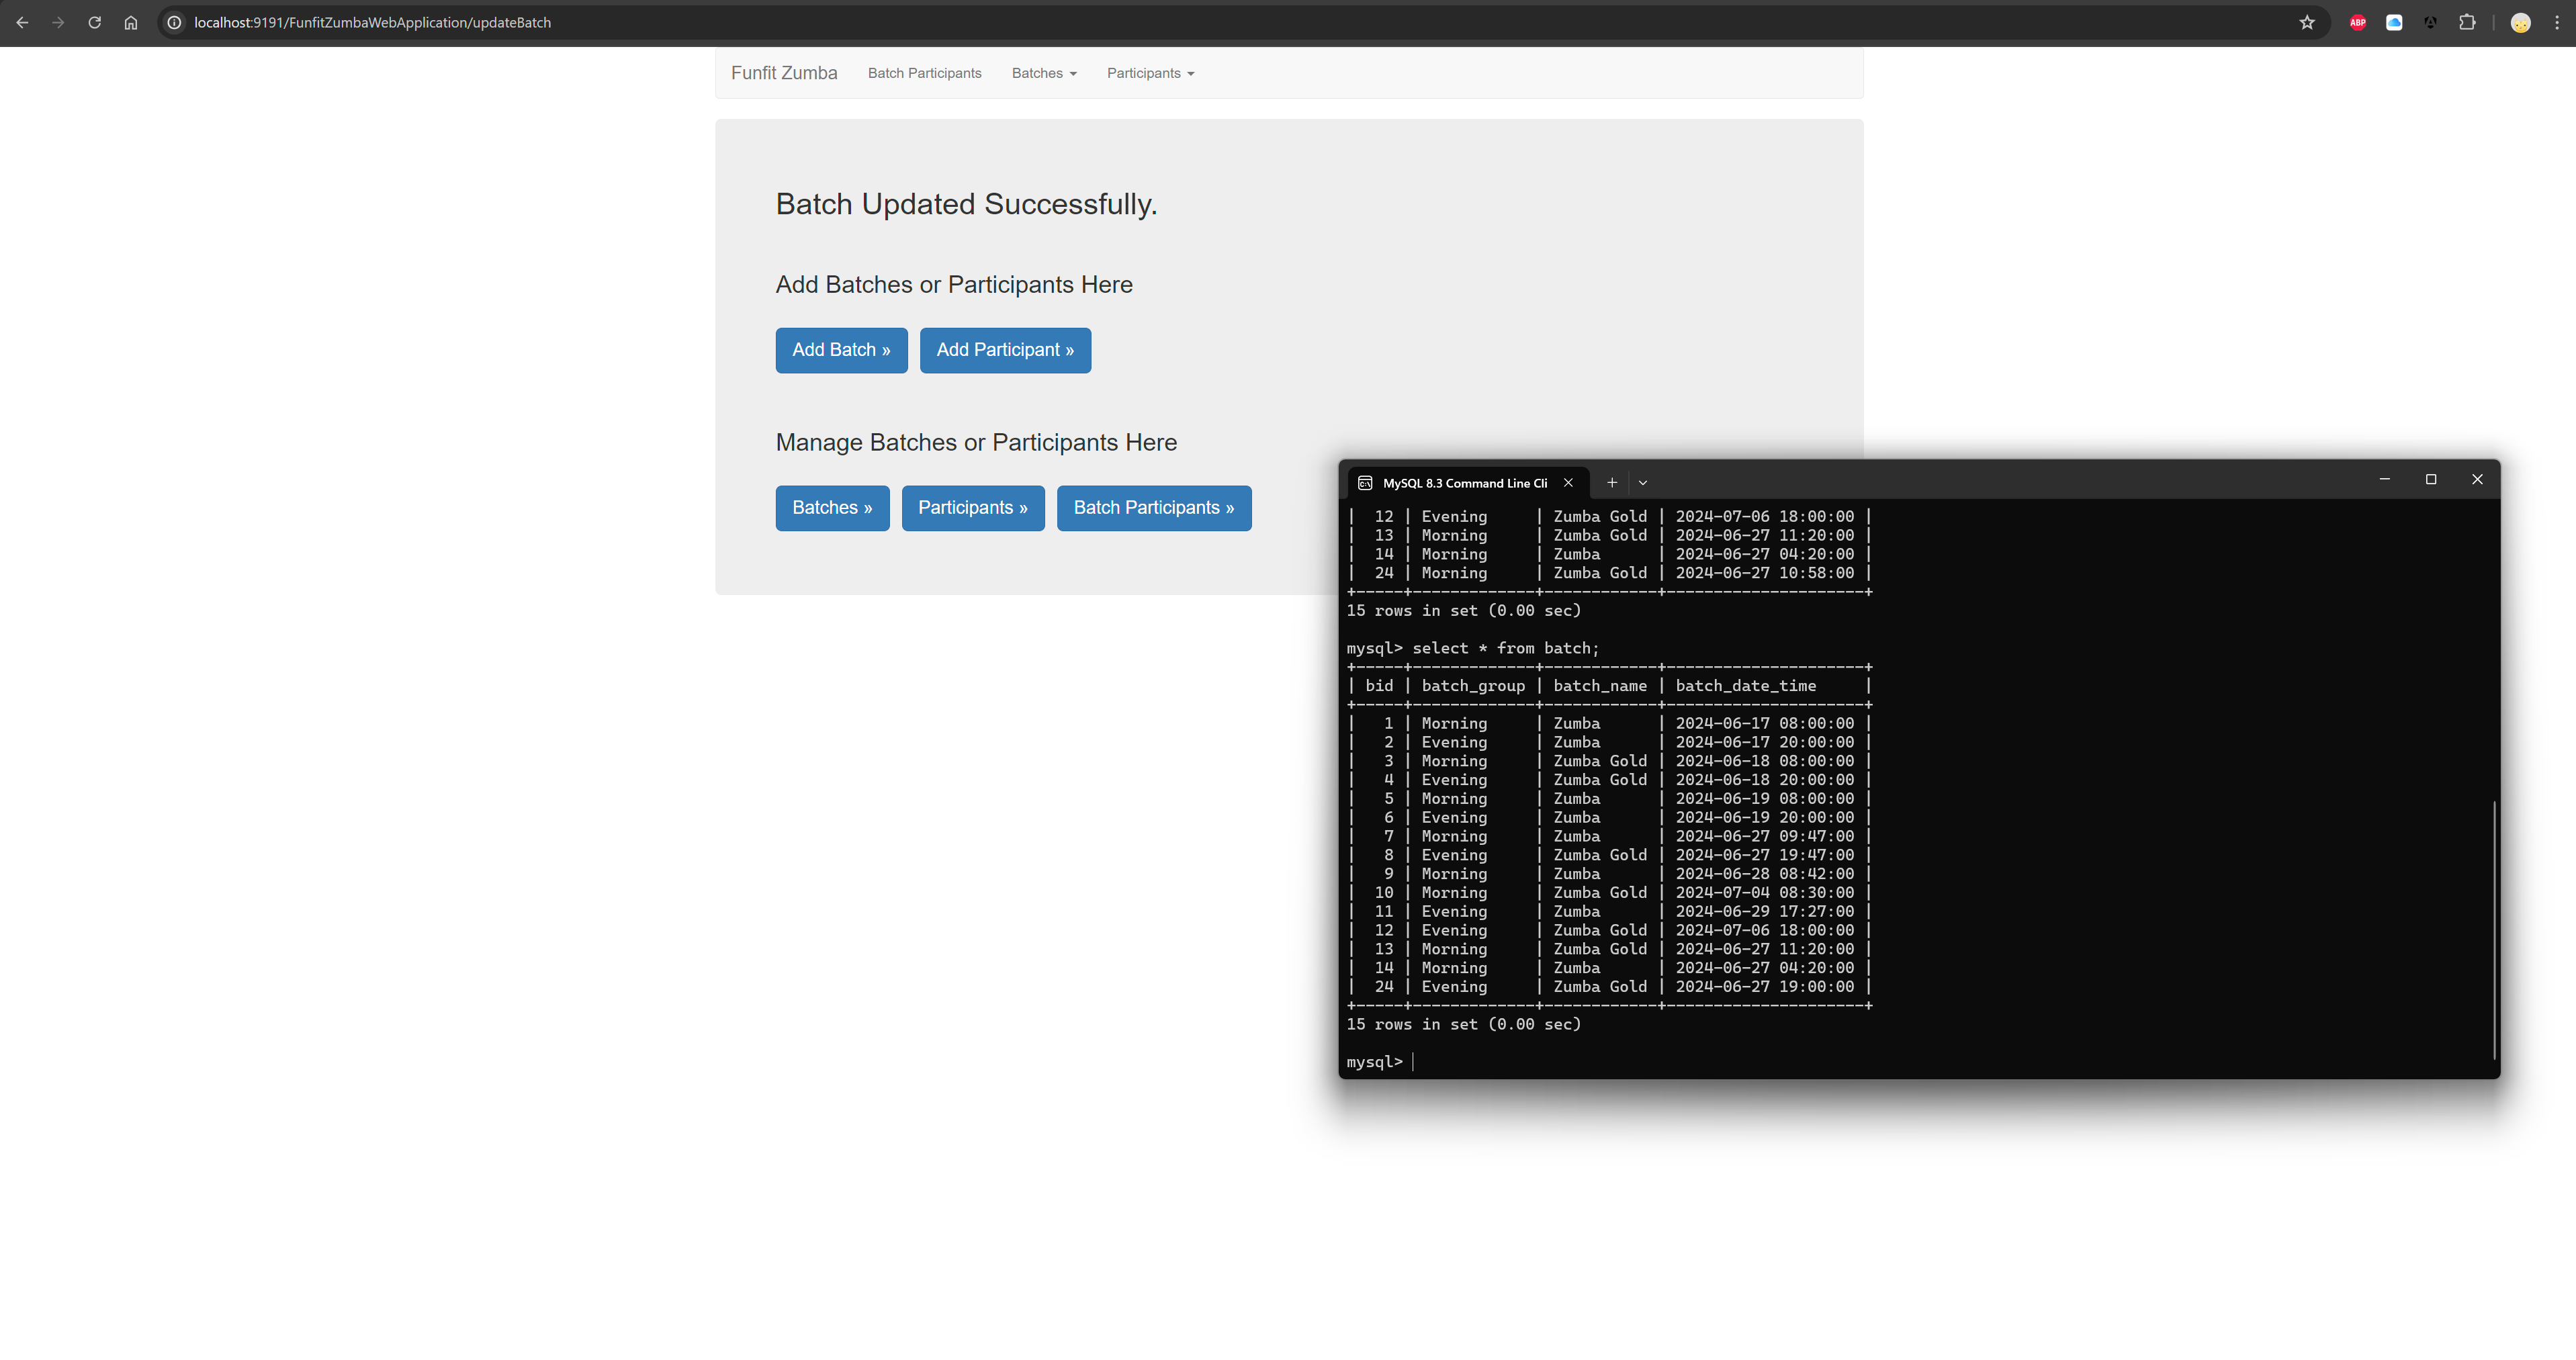 localhost:9191/FunfitZumbaWebApplication/updateBatch
ABP
Funfit Zumba Batch Participants Batches Participants
Batch Updated Successfully.
Add Batches or Participants Here
Add Batch » Add Participant »
Manage Batches or Participants Here
Batches » Participants » Batch Participants »
MySQL 8.3 Command Line Cli
|  12 | Evening     | Zumba Gold | 2024-07-06 18:00:00 |
|  13 | Morning     | Zumba Gold | 2024-06-27 11:20:00 |
|  14 | Morning     | Zumba      | 2024-06-27 04:20:00 |
|  24 | Morning     | Zumba Gold | 2024-06-27 10:58:00 |
+-----+-------------+------------+---------------------+
15 rows in set (0.00 sec)
mysql> select * from batch;
+-----+-------------+------------+---------------------+
| bid | batch_group | batch_name | batch_date_time     |
+-----+-------------+------------+---------------------+
|   1 | Morning     | Zumba      | 2024-06-17 08:00:00 |
|   2 | Evening     | Zumba      | 2024-06-17 20:00:00 |
|   3 | Morning     | Zumba Gold | 2024-06-18 08:00:00 |
|   4 | Evening     | Zumba Gold | 2024-06-18 20:00:00 |
|   5 | Morning     | Zumba      | 2024-06-19 08:00:00 |
|   6 | Evening     | Zumba      | 2024-06-19 20:00:00 |
|   7 | Morning     | Zumba      | 2024-06-27 09:47:00 |
|   8 | Evening     | Zumba Gold | 2024-06-27 19:47:00 |
|   9 | Morning     | Zumba      | 2024-06-28 08:42:00 |
|  10 | Morning     | Zumba Gold | 2024-07-04 08:30:00 |
|  11 | Evening     | Zumba      | 2024-06-29 17:27:00 |
|  12 | Evening     | Zumba Gold | 2024-07-06 18:00:00 |
|  13 | Morning     | Zumba Gold | 2024-06-27 11:20:00 |
|  14 | Morning     | Zumba      | 2024-06-27 04:20:00 |
|  24 | Evening     | Zumba Gold | 2024-06-27 19:00:00 |
+-----+-------------+------------+---------------------+
15 rows in set (0.00 sec)
mysql>